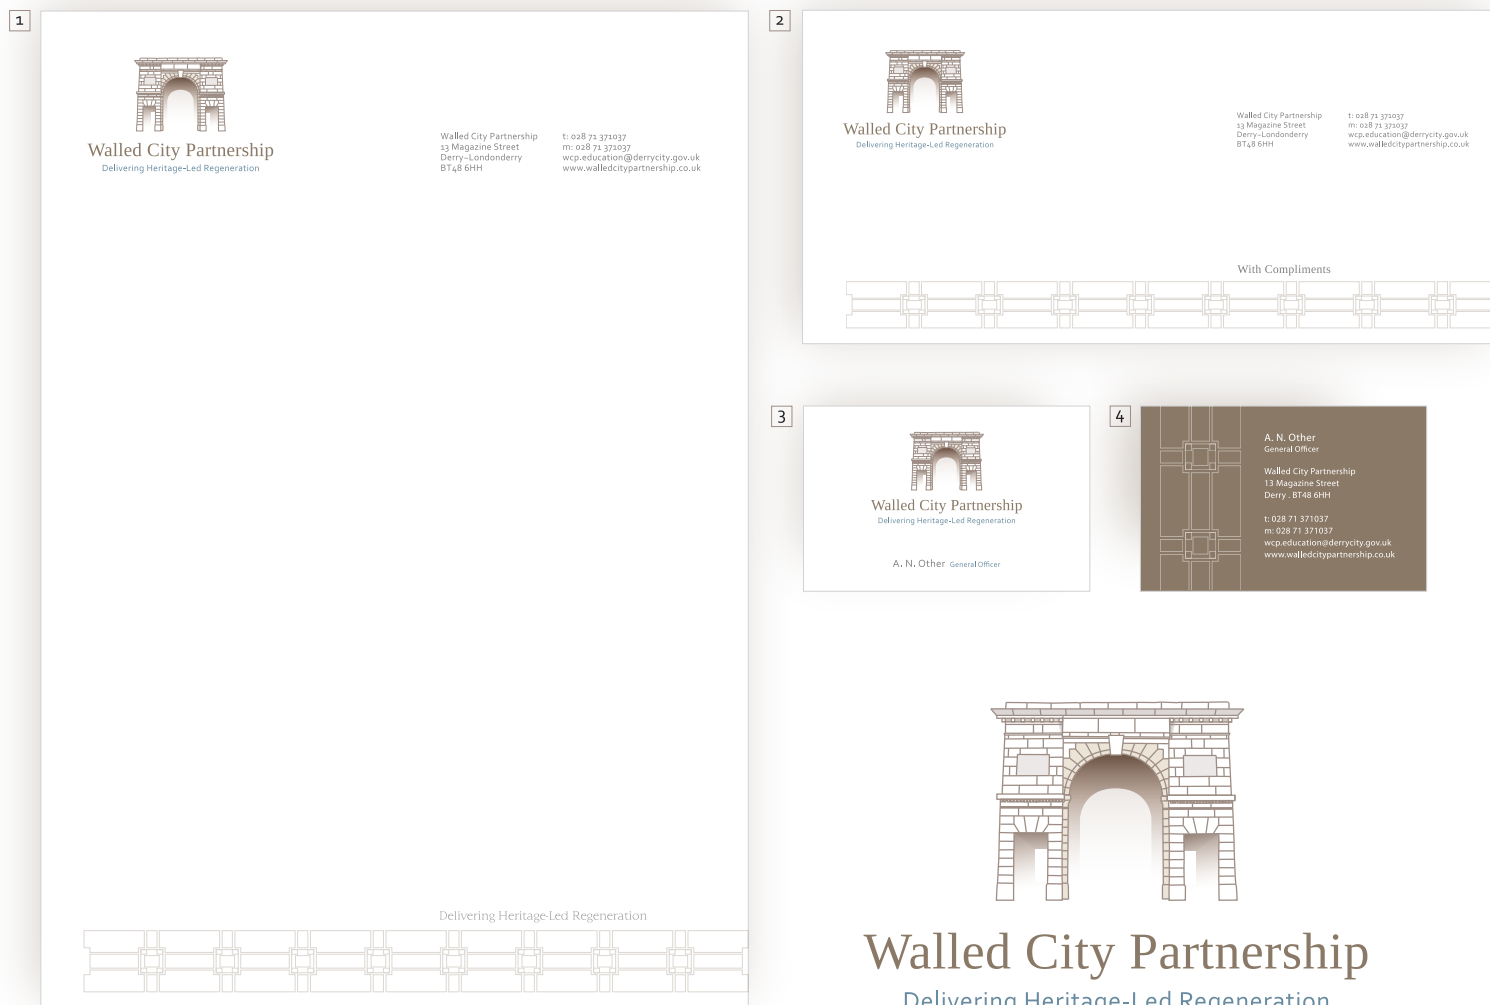 1
Walled City Partnership
Delivering Heritage-Led Regeneration
Walled City Partnership
13 Magazine Street
Derry~Londonderry
BT48 6HH
t: 028 71 371037
m: 028 71 371037
wcp.education@derrycity.gov.uk
www.walledcitypartnership.co.uk
Delivering Heritage-Led Regeneration
2
Walled City Partnership
Delivering Heritage-Led Regeneration
Walled City Partnership
13 Magazine Street
Derry~Londonderry
BT48 6HH
t: 028 71 371037
m: 028 71 371037
wcp.education@derrycity.gov.uk
www.walledcitypartnership.co.uk
With Compliments
3
Walled City Partnership
Delivering Heritage-Led Regeneration
A. N. Other General Officer
4
A. N. Other
General Officer
Walled City Partnership
13 Magazine Street
Derry . BT48 6HH
t: 028 71 371037
m: 028 71 371037
wcp.education@derrycity.gov.uk
www.walledcitypartnership.co.uk
Walled City Partnership
Delivering Heritage-Led Regeneration